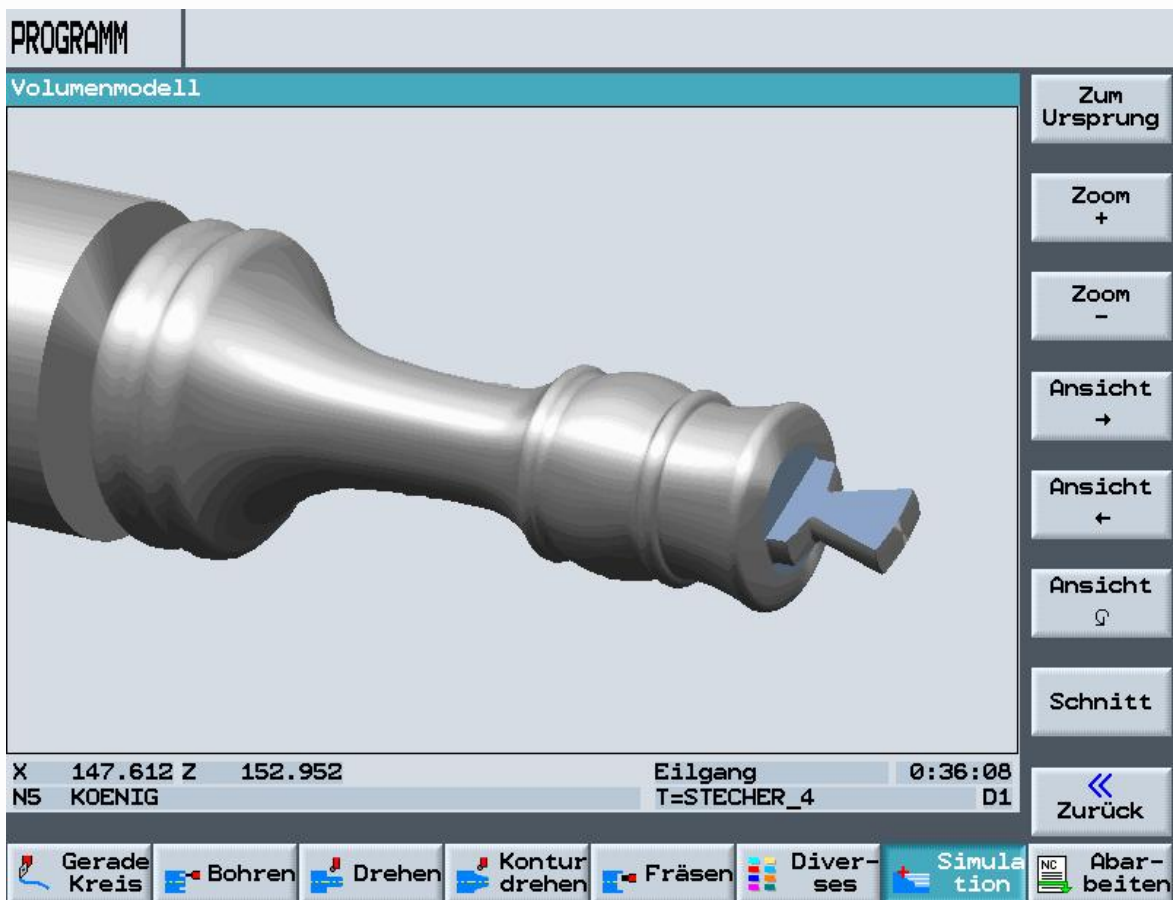 PROGRAMM
Volumenmodell
Zum
Ursprung
Zoom
+
Zoom
-
Ansicht
→
Ansicht
←
Ansicht
Schnitt
Zurück
X 147.612 Z 152.952 Eilgang 0:36:08
N5 KOENIG T=STECHER_4 D1
Gerade
Kreis
Bohren
Drehen
Kontur
drehen
Fräsen
Diver-
ses
Simula
tion
NC
Abar-
beiten